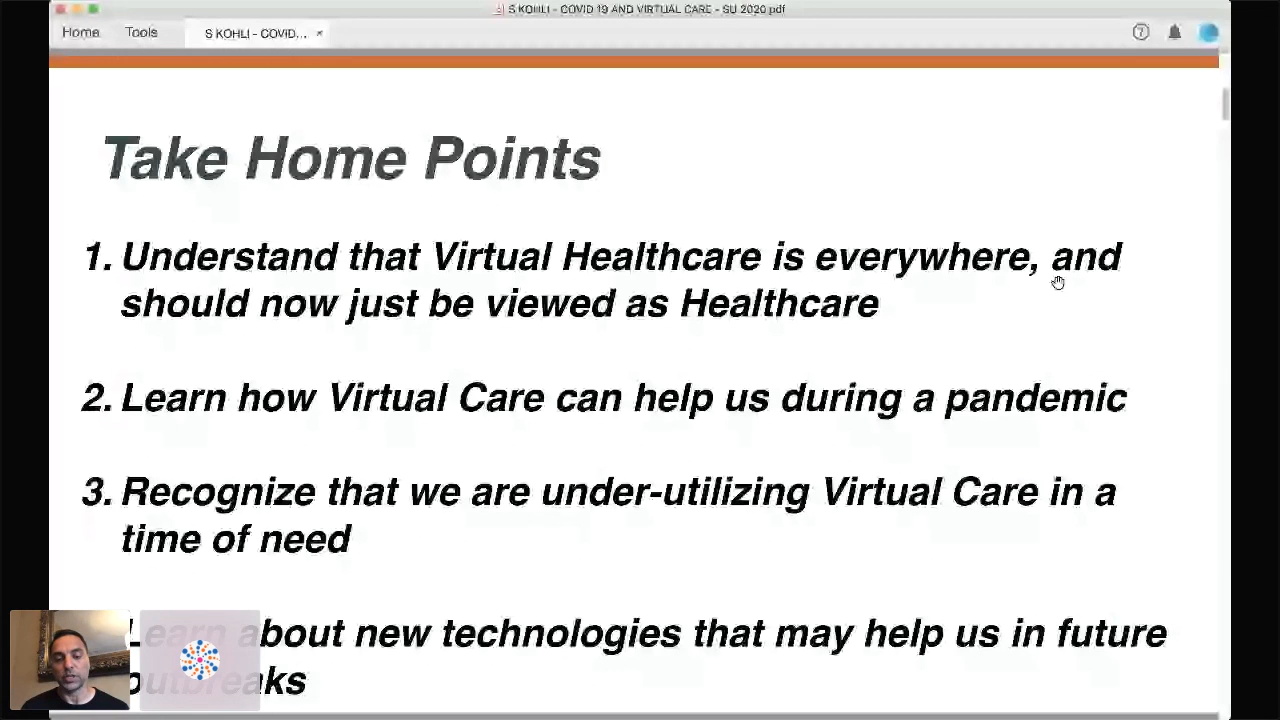 S KOHLI - COVID 19 AND VIRTUAL CARE - SU 2020.pdf
Home Tools S KOHLI - COVID... ×
Take Home Points
1. Understand that Virtual Healthcare is everywhere, and
should now just be viewed as Healthcare
2. Learn how Virtual Care can help us during a pandemic
3. Recognize that we are under-utilizing Virtual Care in a
time of need
Learn about new technologies that may help us in future
outbreaks